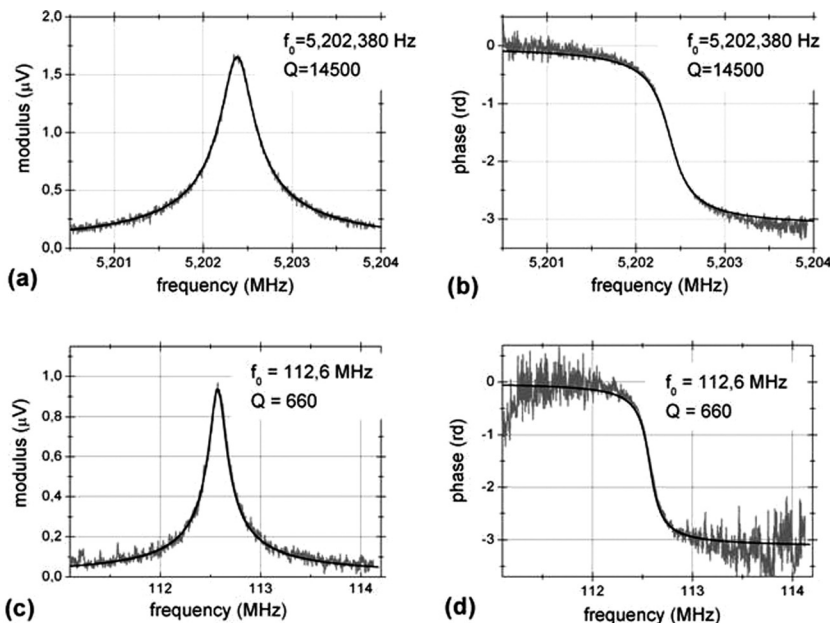 2,0
1,5
1,0
0,5
0,0
modulus (μV)
f₀=5,202,380 Hz
Q=14500
5,201
5,202
5,203
5,204
frequency (MHz)
(a)
0
-1
-2
-3
phase (rd)
f₀=5,202,380 Hz
Q=14500
5,201
5,202
5,203
5,204
frequency (MHz)
(b)
1,0
0,8
0,6
0,4
0,2
0,0
modulus (μV)
f₀ = 112,6 MHz
Q = 660
112
113
114
frequency (MHz)
(c)
0
-1
-2
-3
phase (rd)
f₀ = 112,6 MHz
Q = 660
112
113
114
frequency (MHz)
(d)